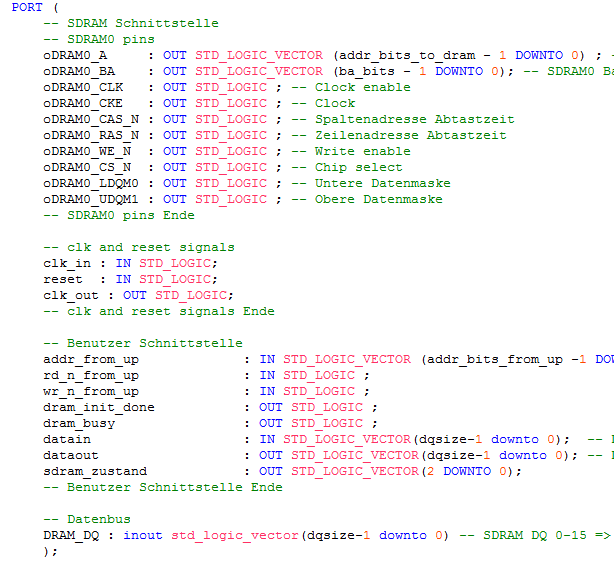 PORT (
-- SDRAM Schnittstelle
-- SDRAM0 pins
oDRAM0_A     : OUT STD_LOGIC_VECTOR (addr_bits_to_dram - 1 DOWNTO 0) ; -
oDRAM0_BA    : OUT STD_LOGIC_VECTOR (ba_bits - 1 DOWNTO 0); -- SDRAM0 Ba
oDRAM0_CLK   : OUT STD_LOGIC ; -- Clock enable
oDRAM0_CKE   : OUT STD_LOGIC ; -- Clock
oDRAM0_CAS_N : OUT STD_LOGIC ; -- Spaltenadresse Abtastzeit
oDRAM0_RAS_N : OUT STD_LOGIC ; -- Zeilenadresse Abtastzeit
oDRAM0_WE_N  : OUT STD_LOGIC ; -- Write enable
oDRAM0_CS_N  : OUT STD_LOGIC ; -- Chip select
oDRAM0_LDQM0 : OUT STD_LOGIC ; -- Untere Datenmaske
oDRAM0_UDQM1 : OUT STD_LOGIC ; -- Obere Datenmaske
-- SDRAM0 pins Ende
-- clk and reset signals
clk_in : IN STD_LOGIC;
reset  : IN STD_LOGIC;
clk_out : OUT STD_LOGIC;
-- clk and reset signals Ende
-- Benutzer Schnittstelle
addr_from_up             : IN STD_LOGIC_VECTOR (addr_bits_from_up -1 DOW
rd_n_from_up             : IN STD_LOGIC ;
wr_n_from_up             : IN STD_LOGIC ;
dram_init_done           : OUT STD_LOGIC ;
dram_busy                : OUT STD_LOGIC ;
datain                   : IN STD_LOGIC_VECTOR(dqsize-1 downto 0);  --
dataout                  : OUT STD_LOGIC_VECTOR(dqsize-1 downto 0); --
sdram_zustand            : OUT STD_LOGIC_VECTOR(2 DOWNTO 0);
-- Benutzer Schnittstelle Ende
-- Datenbus
DRAM_DQ : inout std_logic_vector(dqsize-1 downto 0) -- SDRAM DQ 0-15 =>
);